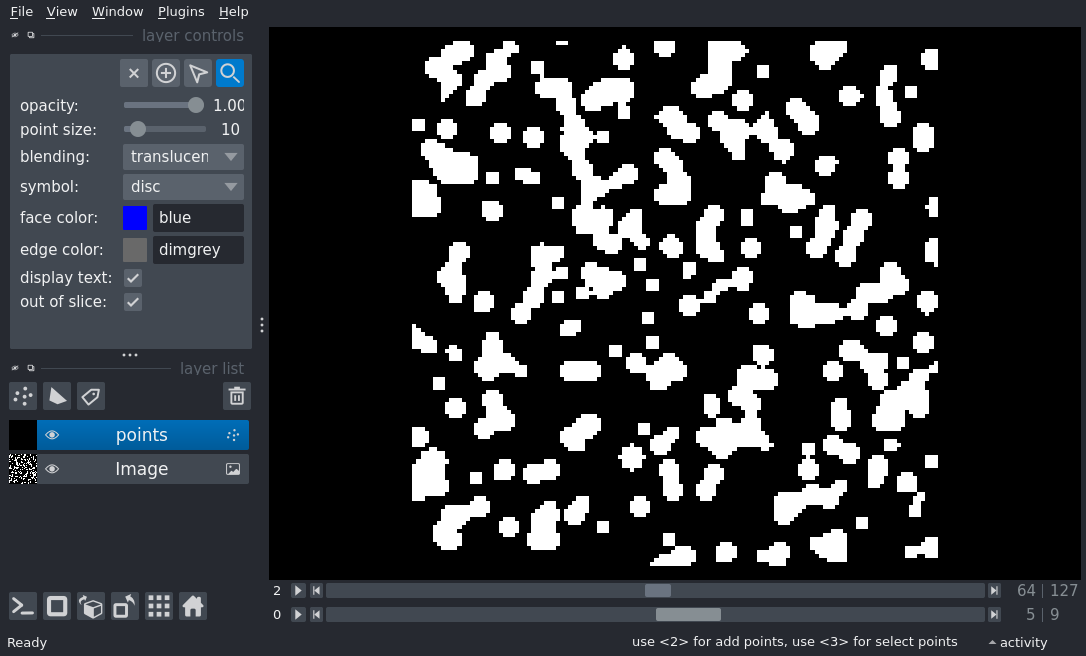 File View Window Plugins Help
layer controls
opacity: 1.00
point size: 10
blending: translucen
symbol: disc
face color: blue
edge color: dimgrey
display text:
out of slice:
layer list
points
Image
2 64 | 127
0 5 | 9
Ready use <2> for add points, use <3> for select points activity